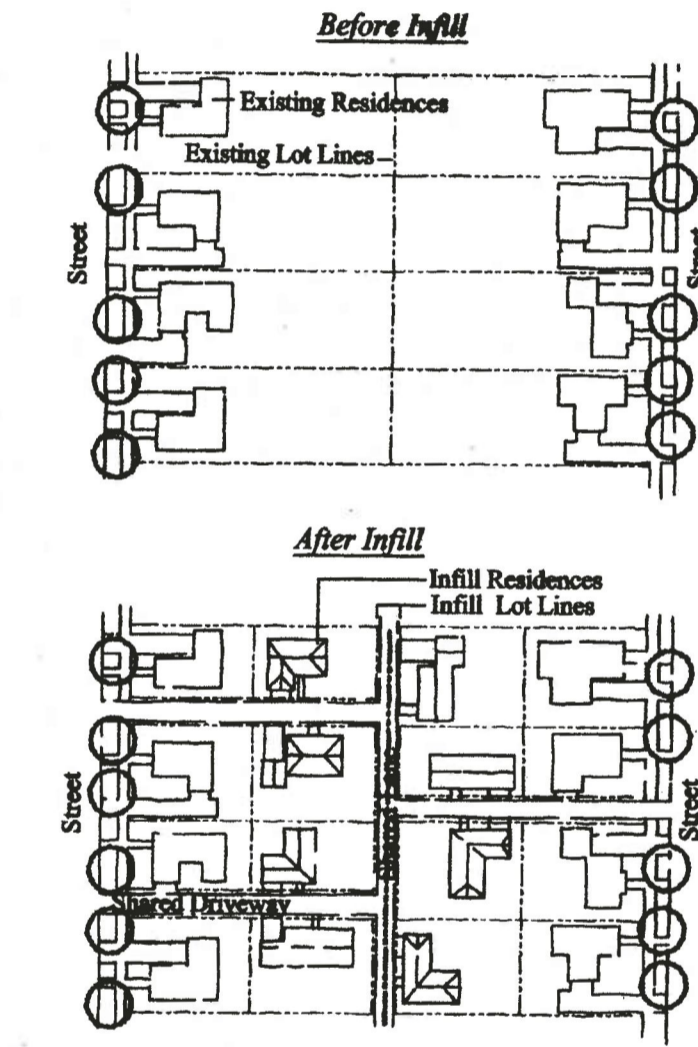 Before Infill
Existing Residences
Existing Lot Lines
Street
Street
After Infill
Infill Residences
Infill Lot Lines
Street
Street
Shared Driveway